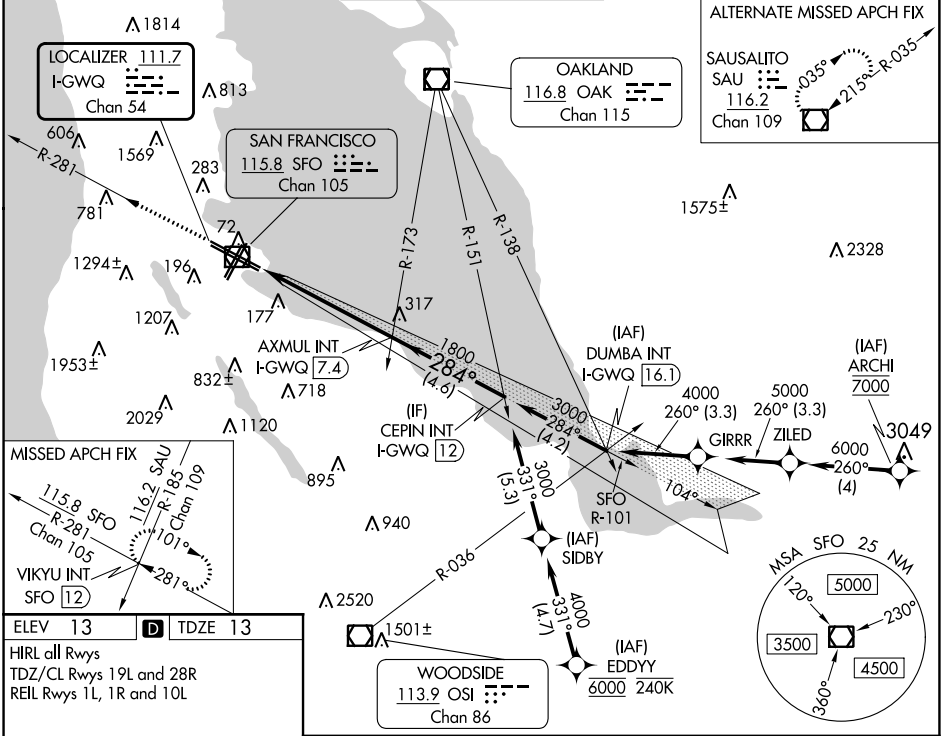 1814
LOCALIZER 111.7
I-GWQ
Chan 54
813
OAKLAND
116.8 OAK
Chan 115
ALTERNATE MISSED APCH FIX
SAUSALITO
SAU
116.2
Chan 109
035°
215°
R-035
606
R-281
1569
283
781
SAN FRANCISCO
115.8 SFO
Chan 105
72
1294±
196
177
1207
1953±
832±
718
2029
1120
895
940
2520
1501±
317
1575±
2328
R-173
R-151
R-138
AXMUL INT
I-GWQ 7.4
1800
284°
(4.6)
(IF)
CEPIN INT
I-GWQ 12
3000
284°
(4.2)
(IAF)
DUMBA INT
I-GWQ 16.1
4000
260° (3.3)
GIRRR
5000
260° (3.3)
ZILED
(IAF)
ARCHI
7000
3049
6000
260°
(4)
104°
SFO
R-101
3000
331°
(5.3)
(IAF)
SIDBY
R-036
4000
331°
(4.7)
(IAF)
EDDYY
6000 240K
WOODSIDE
113.9 OSI
Chan 86
MISSED APCH FIX
115.8 SFO
R-281
Chan 105
116.2 SAU
R-185
Chan 109
101°
281°
VIKYU INT
SFO 12
MSA SFO 25 NM
120°
5000
230°
3500
4500
360°
ELEV 13 D TDZE 13
HIRL all Rwys
TDZ/CL Rwys 19L and 28R
REIL Rwys 1L, 1R and 10L